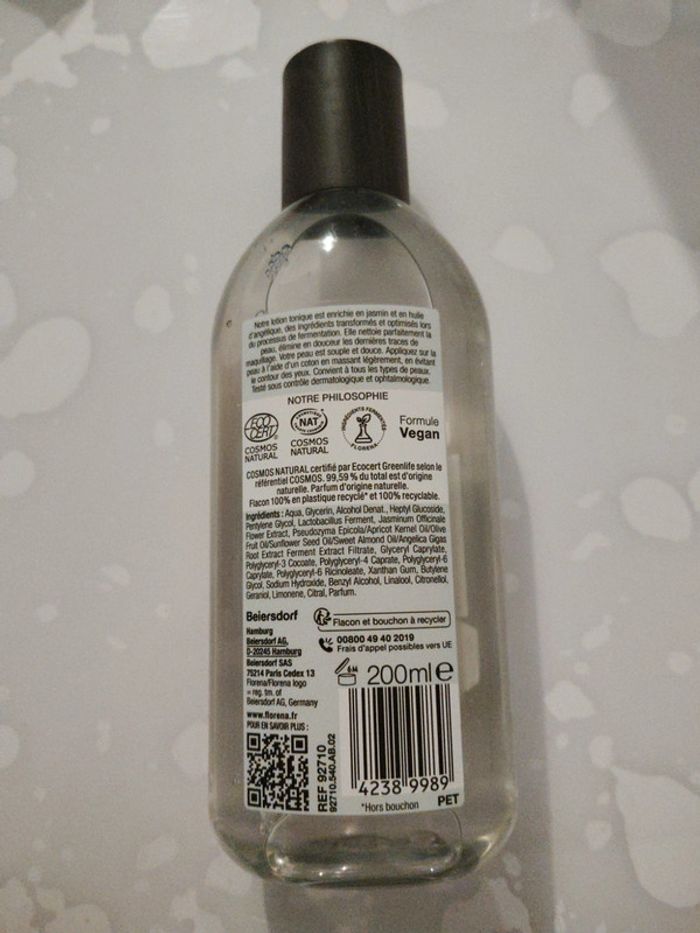 Notre lotion tonique est enrichie en jasmin et en huile
d'angélique, des ingrédients transformés et optimisés lors
du processus de fermentation. Elle nettoie parfaitement la
peau, élimine en douceur les dernières traces de
maquillage. Votre peau est souple et douce. Appliquez sur la
peau à l'aide d'un coton en massant légèrement, en évitant
le contour des yeux. Convient à tous les types de peaux.
Testé sous contrôle dermatologique et ophtalmologique.
NOTRE PHILOSOPHIE
ECO
CERT
COSMOS
NATURAL
NAT
COSMOS
NATURAL
INGRÉDIENTS FERMENTÉS
FLORENA
Formule
Vegan
COSMOS NATURAL certifié par Ecocert Greenlife selon le
référentiel COSMOS. 99,59 % du total est d'origine
naturelle. Parfum d'origine naturelle.
Flacon 100% en plastique recyclé* et 100% recyclable.
Ingrédients : Aqua, Glycerin, Alcohol Denat., Heptyl Glucoside,
Pentylene Glycol, Lactobacillus Ferment, Jasminum Officinale
Flower Extract, Pseudozyma Epicola/Apricot Kernel Oil/Olive
Fruit Oil/Sunflower Seed Oil/Sweet Almond Oil/Angelica Gigas
Root Extract Ferment Extract Filtrate, Glyceryl Caprylate,
Polyglyceryl-3 Cocoate, Polyglyceryl-4 Caprate, Polyglyceryl-6
Caprylate, Polyglyceryl-6 Ricinoleate, Xanthan Gum, Butylene
Glycol, Sodium Hydroxide, Benzyl Alcohol, Linalool, Citronellol,
Geraniol, Limonene, Citral, Parfum.
Beiersdorf
Hamburg
Beiersdorf AG,
D-20245 Hamburg
Beiersdorf SAS
75214 Paris Cedex 13
Florena/Florena logo
= reg. tm. of
Beiersdorf AG, Germany
www.florena.fr
POUR EN SAVOIR PLUS :
Flacon et bouchon à recycler
00800 49 40 2019
Frais d'appel possibles vers UE
6M
200ml e
REF 92710
92710.540.AB.02
4238 9989
*Hors bouchon
PET